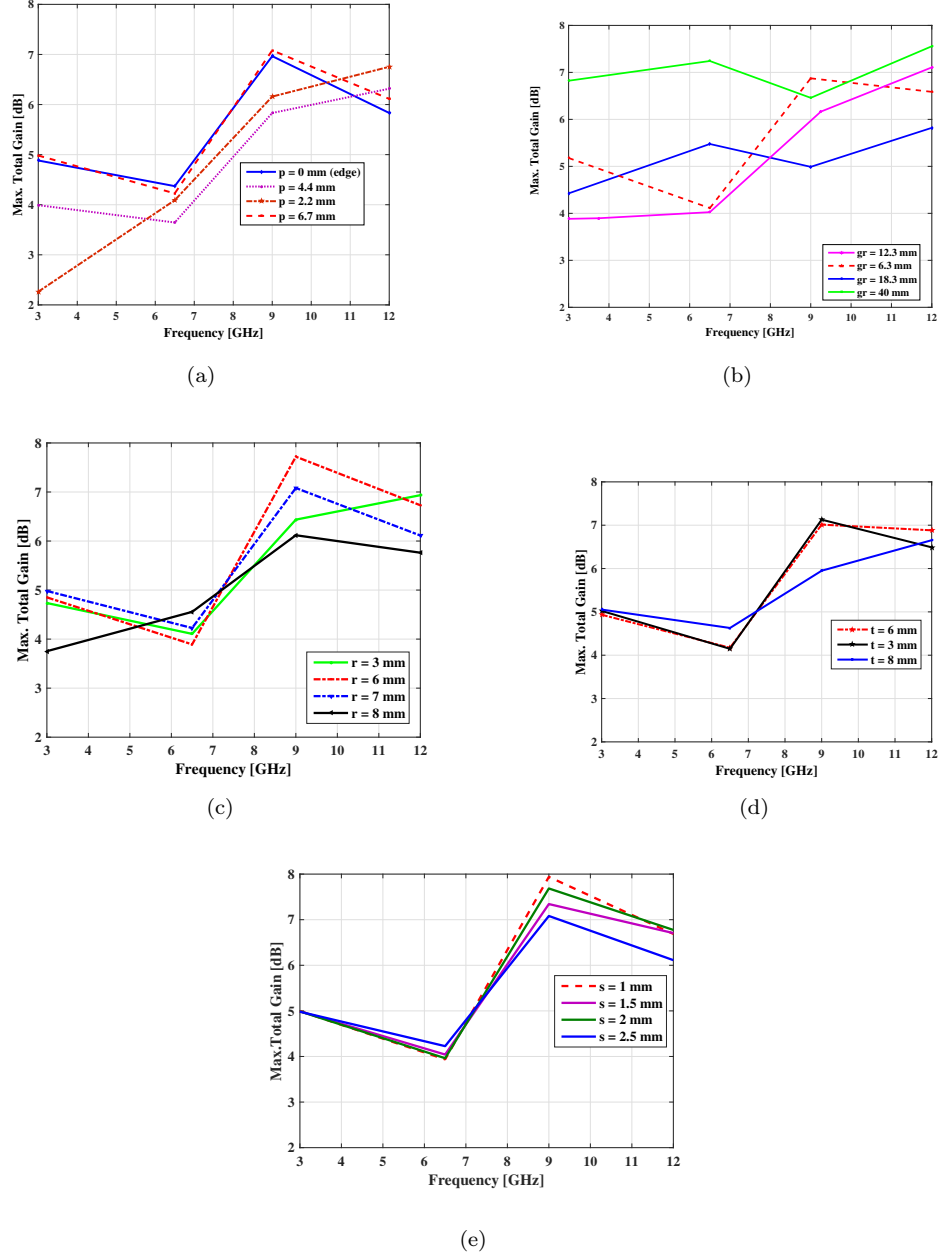 8
7
6
5
4
3
2
3 4 5 6 7 8 9 10 11 12
Max. Total Gain [dB]
Frequency [GHz]
p = 0 mm (edge)
p = 4.4 mm
p = 2.2 mm
p = 6.7 mm
(a)
8
7
6
5
4
3
2
3 4 5 6 7 8 9 10 11 12
Max. Total Gain [dB]
Frequency [GHz]
gr = 12.3 mm
gr = 6.3 mm
gr = 18.3 mm
gr = 40 mm
(b)
8
7
6
5
4
3
2
3 4 5 6 7 8 9 10 11 12
Max. Total Gain [dB]
Frequency [GHz]
r = 3 mm
r = 6 mm
r = 7 mm
r = 8 mm
(c)
8
7
6
5
4
3
2
3 4 5 6 7 8 9 10 11 12
Max. Total Gain [dB]
Frequency [GHz]
t = 6 mm
t = 3 mm
t = 8 mm
(d)
8
7
6
5
4
3
2
3 4 5 6 7 8 9 10 11 12
Max.Total Gain [dB]
Frequency [GHz]
s = 1 mm
s = 1.5 mm
s = 2 mm
s = 2.5 mm
(e)